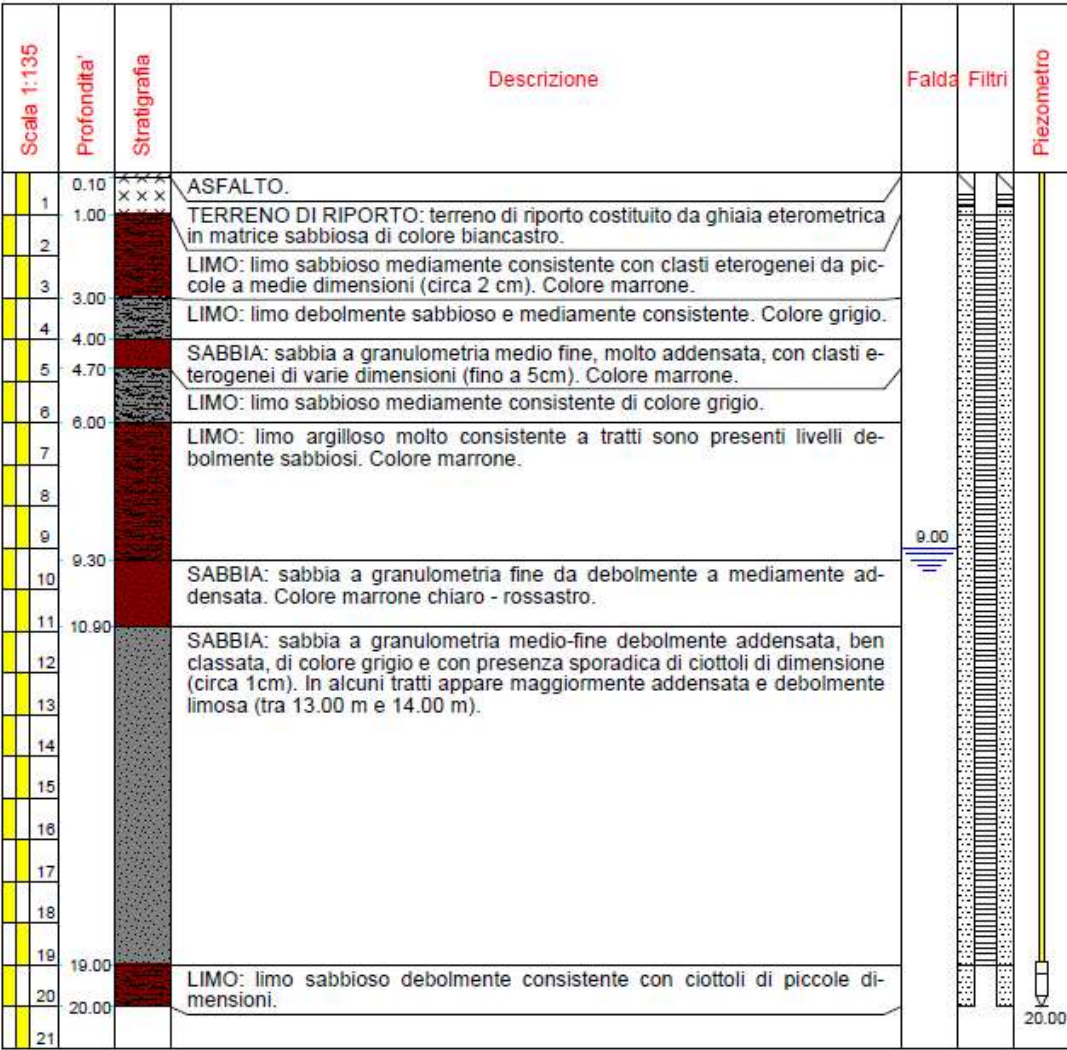 Scala 1:135
Profondita'
Stratigrafia
Descrizione
Falda
Filtri
Piezometro
0.10
ASFALTO.
1
1.00
TERRENO DI RIPORTO: terreno di riporto costituito da ghiaia eterometrica
in matrice sabbiosa di colore biancastro.
2
LIMO: limo sabbioso mediamente consistente con clasti eterogenei da pic-
cole a medie dimensioni (circa 2 cm). Colore marrone.
3
3.00
LIMO: limo debolmente sabbioso e mediamente consistente. Colore grigio.
4
4.00
SABBIA: sabbia a granulometria medio fine, molto addensata, con clasti e-
terogenei di varie dimensioni (fino a 5cm). Colore marrone.
5
4.70
LIMO: limo sabbioso mediamente consistente di colore grigio.
6
6.00
LIMO: limo argilloso molto consistente a tratti sono presenti livelli de-
bolmente sabbiosi. Colore marrone.
7
8
9
9.00
9.30
SABBIA: sabbia a granulometria fine da debolmente a mediamente ad-
densata. Colore marrone chiaro - rossastro.
10
11
10.90
SABBIA: sabbia a granulometria medio-fine debolmente addensata, ben
classata, di colore grigio e con presenza sporadica di ciottoli di dimensione
(circa 1cm). In alcuni tratti appare maggiormente addensata e debolmente
limosa (tra 13.00 m e 14.00 m).
12
13
14
15
16
17
18
19
19.00
LIMO: limo sabbioso debolmente consistente con ciottoli di piccole di-
mensioni.
20
20.00
20.00
21